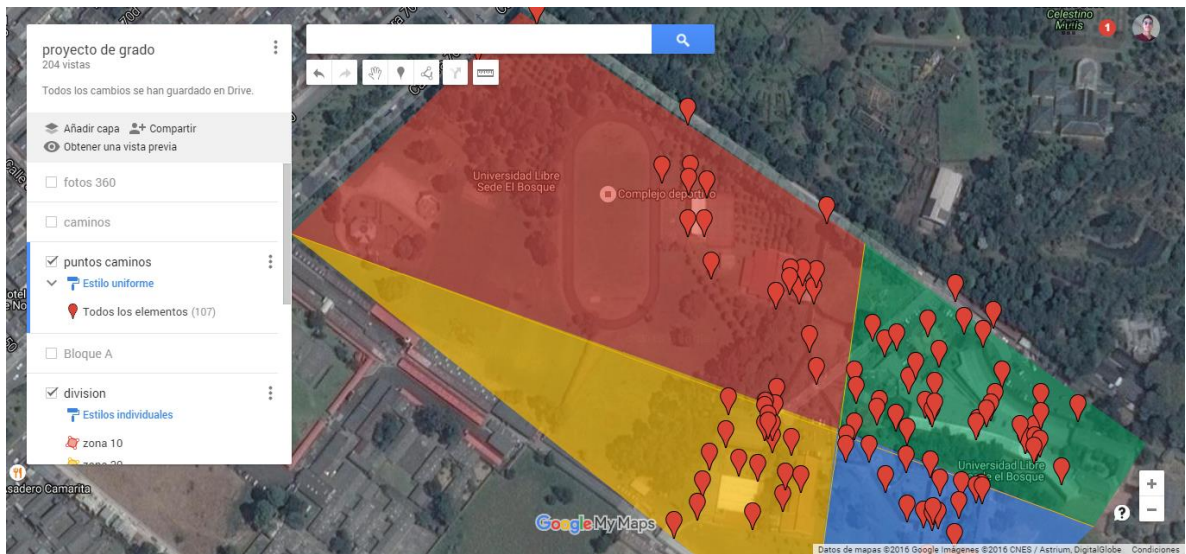 proyecto de grado
204 vistas
Todos los cambios se han guardado en Drive.
Añadir capa Compartir
Obtener una vista previa
fotos 360
caminos
puntos caminos
Estilo uniforme
Todos los elementos (107)
Bloque A
division
Estilos individuales
zona 10
Celestino
Mutis
1
Universidad Libre
Sede El Bosque
Complejo deportivo
Universidad Libre
Sede el Bosque
sadero Camarita
Google My Maps
Datos de mapas ©2016 Google Imágenes ©2016 CNES / Astrium, DigitalGlobe Condiciones